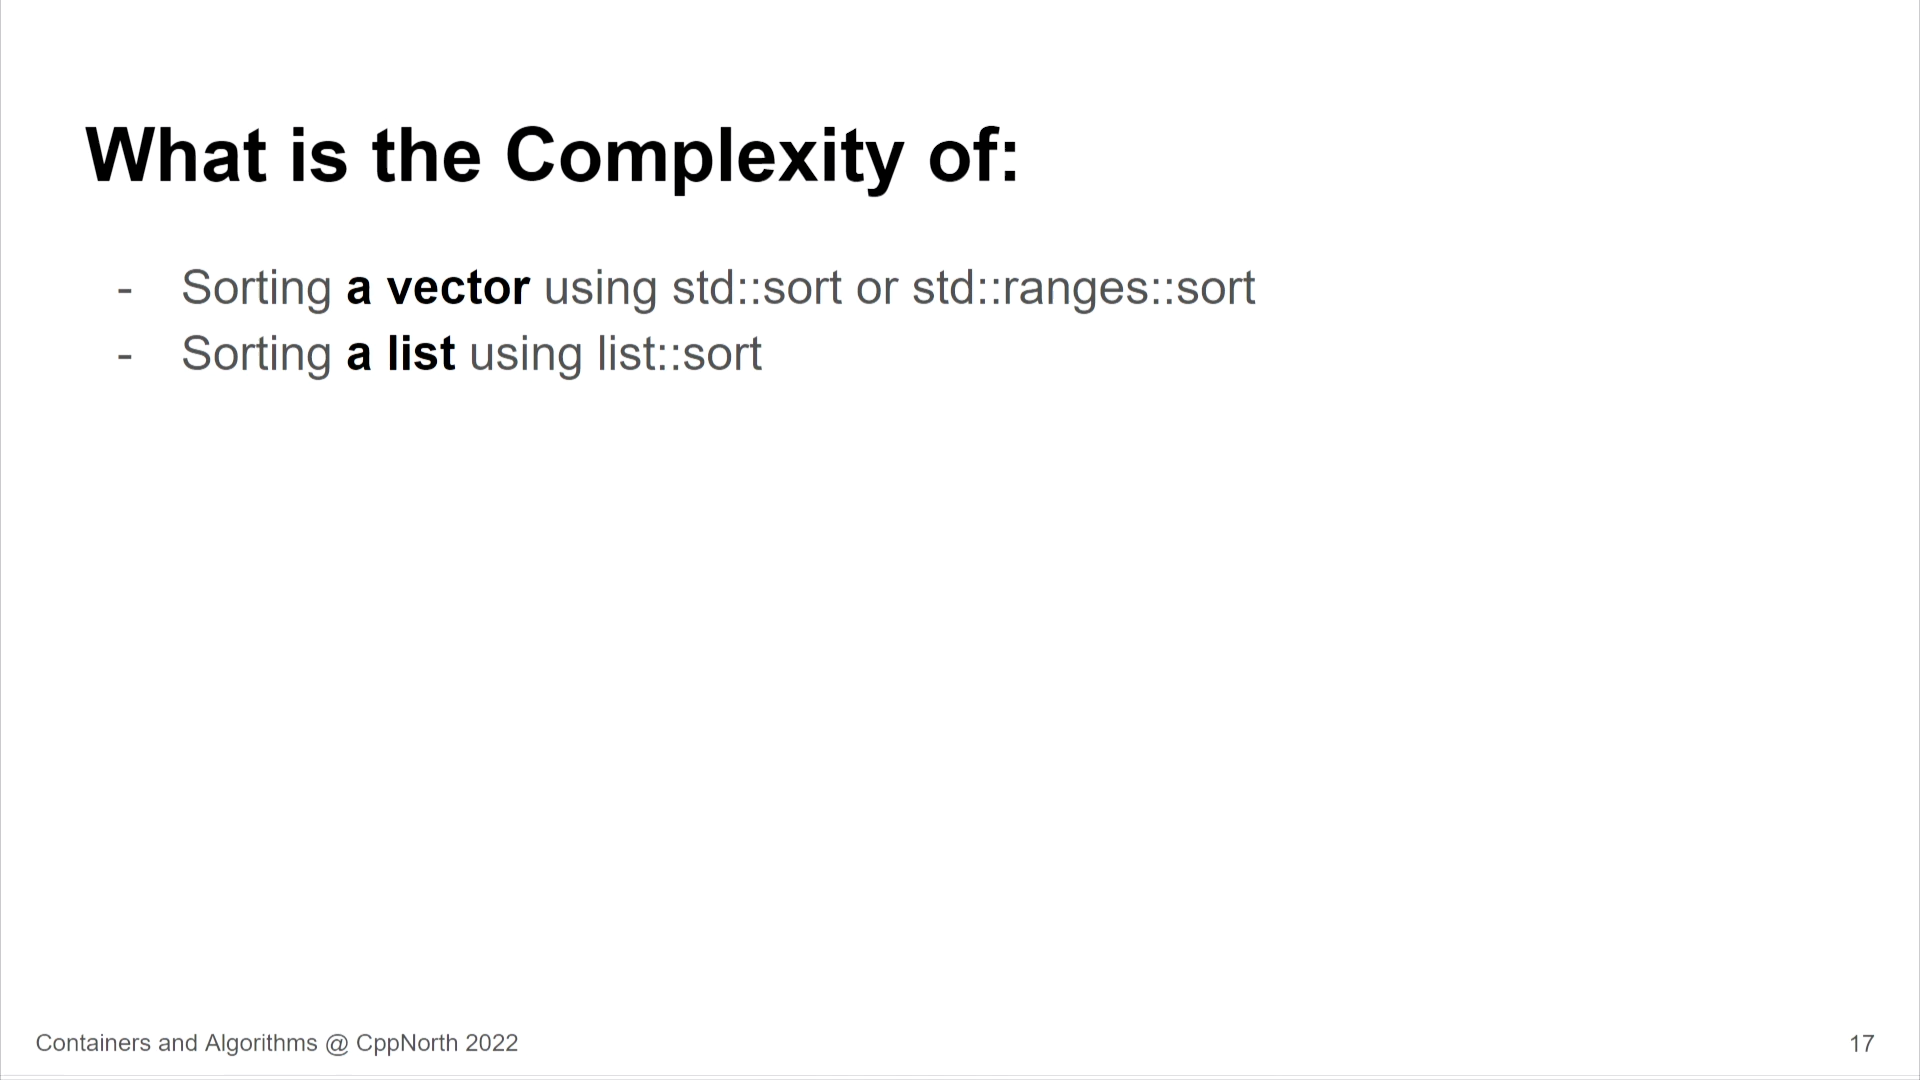 What is the Complexity of:
- Sorting a vector using std::sort or std::ranges::sort
- Sorting a list using list::sort
Containers and Algorithms @ CppNorth 2022
17